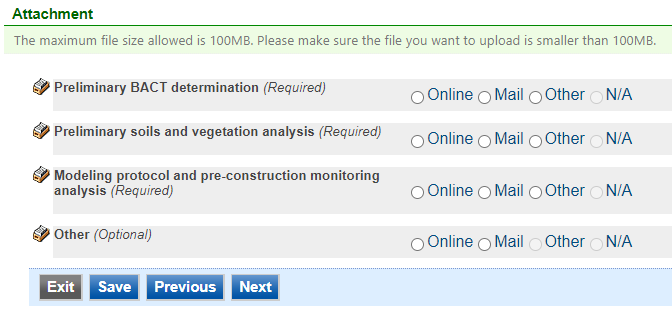 Attachment
The maximum file size allowed is 100MB. Please make sure the file you want to upload is smaller than 100MB.
Preliminary BACT determination (Required) Online Mail Other N/A
Preliminary soils and vegetation analysis (Required) Online Mail Other N/A
Modeling protocol and pre-construction monitoring
analysis (Required) Online Mail Other N/A
Other (Optional) Online Mail Other N/A
Exit Save Previous Next